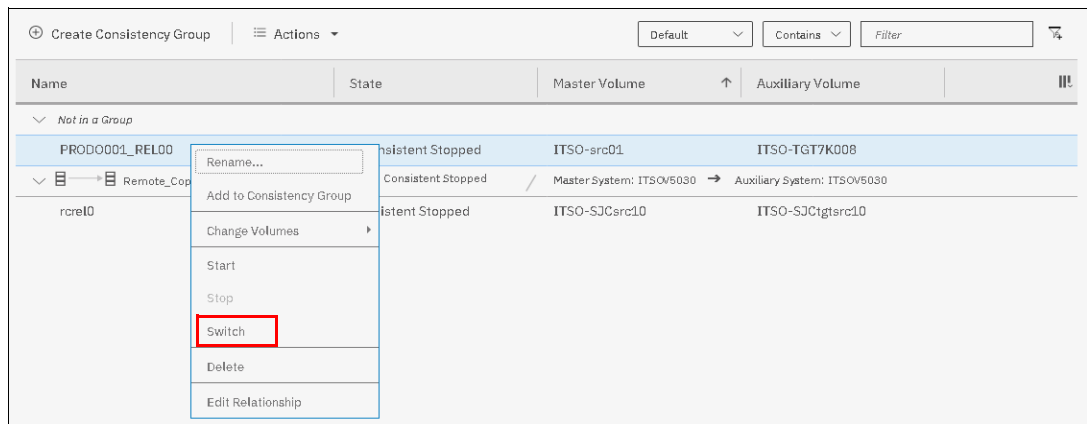 Create Consistency Group Actions Default Contains Filter
Name State Master Volume Auxiliary Volume
Not in a Group
PRODO001_REL00 nsistent Stopped ITSO-src01 ITSO-TGT7K008
Remote_Cop Consistent Stopped Master System: ITSOV5030 → Auxiliary System: ITSOV5030
rcrel0 istent Stopped ITSO-SJCsrc10 ITSO-SJCtgtsrc10
Rename...
Add to Consistency Group
Change Volumes
Start
Stop
Switch
Delete
Edit Relationship